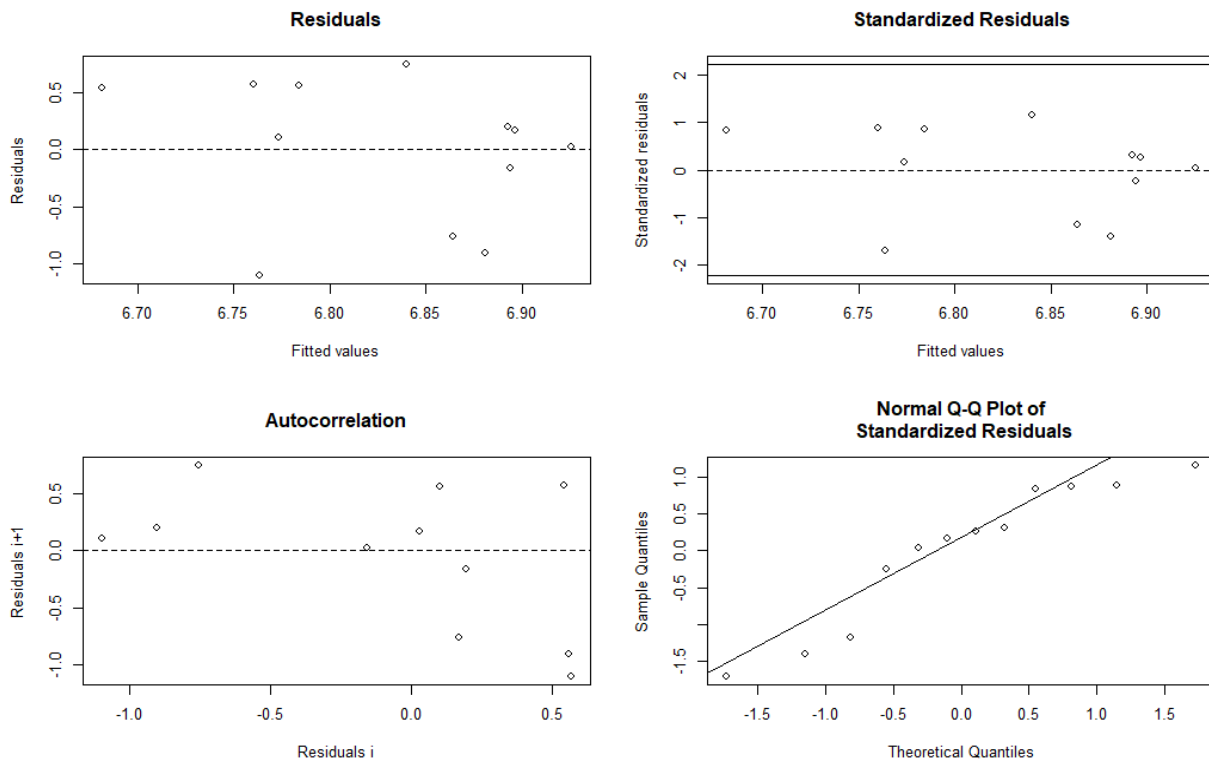 Residuals
Residuals
0.5
0.0
-0.5
-1.0
6.70 6.75 6.80 6.85 6.90
Fitted values
Standardized Residuals
Standardized residuals
2
1
0
-1
-2
6.70 6.75 6.80 6.85 6.90
Fitted values
Autocorrelation
Residuals i+1
0.5
0.0
-0.5
-1.0
-1.0 -0.5 0.0 0.5
Residuals i
Normal Q-Q Plot of
Standardized Residuals
Sample Quantiles
1.0
0.5
0.0
-0.5
-1.5
-1.5 -1.0 -0.5 0.0 0.5 1.0 1.5
Theoretical Quantiles